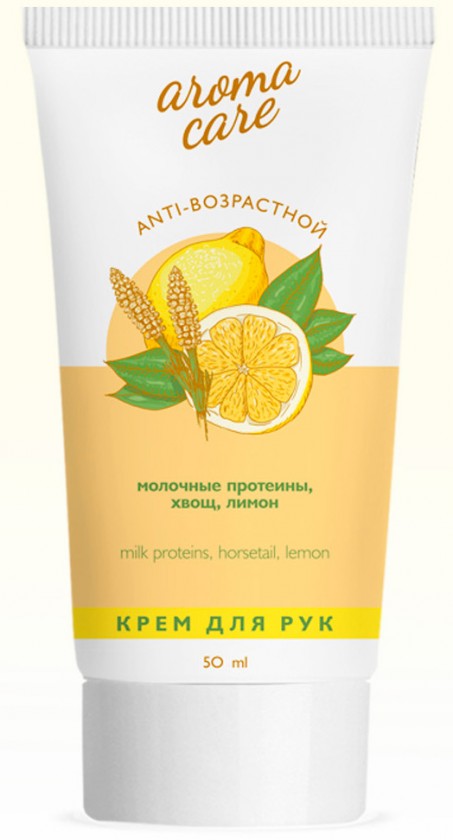 aroma
care
ANTI-ВОЗРАСТНОЙ
молочные протеины,
хвощ, лимон
milk proteins, horsetail, lemon
КРЕМ ДЛЯ РУК
50 ml